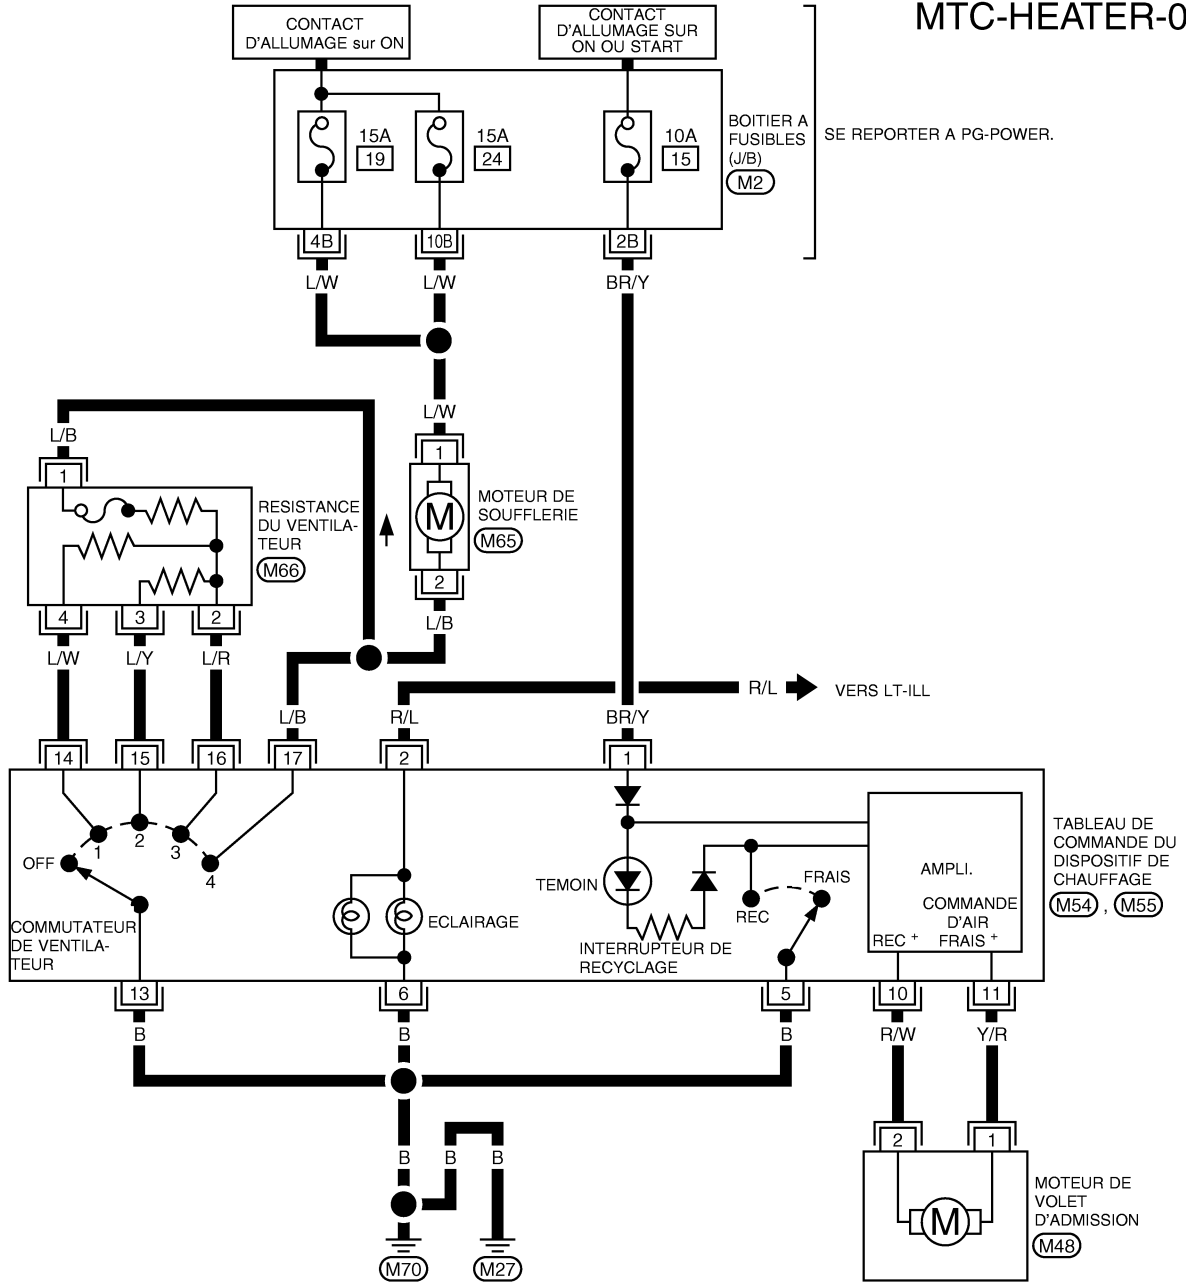 MTC-HEATER-0
CONTACT
D'ALLUMAGE sur ON
CONTACT
D'ALLUMAGE SUR
ON OU START
15A
19
15A
24
10A
15
BOITIER A
FUSIBLES
(J/B)
M2
SE REPORTER A PG-POWER.
4B
10B
2B
L/W
L/W
BR/Y
L/W
L/B
1
1
RESISTANCE
DU VENTILA-
TEUR
M66
M
MOTEUR DE
SOUFFLERIE
M65
2
4
3
2
L/B
L/W
L/Y
L/R
R/L
VERS LT-ILL
L/B
R/L
BR/Y
14
15
16
17
2
1
OFF
1
2
3
4
COMMUTATEUR
DE VENTILA-
TEUR
ECLAIRAGE
TEMOIN
INTERRUPTEUR DE
RECYCLAGE
REC
FRAIS
AMPLI.
COMMANDE
D'AIR
REC +
FRAIS +
TABLEAU DE
COMMANDE DU
DISPOSITIF DE
CHAUFFAGE
M54 , M55
13
6
5
10
11
B
B
B
R/W
Y/R
2
1
B
B
B
M
MOTEUR DE
VOLET
D'ADMISSION
M48
M70
M27